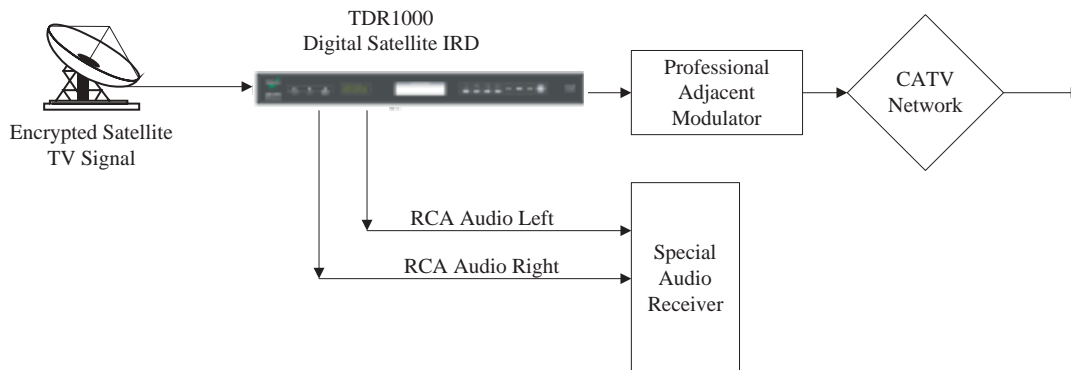 TDR1000
Digital Satellite IRD
Encrypted Satellite
TV Signal
Professional
Adjacent
Modulator
CATV
Network
RCA Audio Left
RCA Audio Right
Special
Audio
Receiver